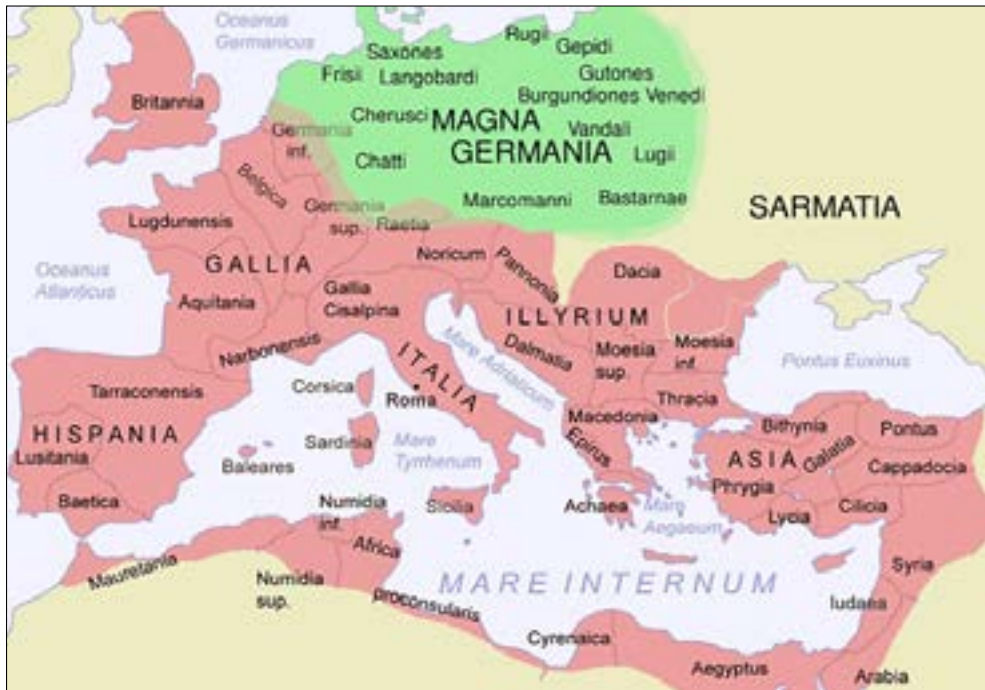 Oceanus
Germanicus
Rugii
Gepidi
Saxones
Frisii
Langobardi
Gutones
Burgundiones
Venedi
Britannia
Cherusci
MAGNA
GERMANIA
Vandali
Germania
inf.
Chatti
Lugii
Belgica
Marcomanni
Bastarnae
Germania
sup.
Raetia
SARMATIA
Lugdunensis
Noricum
Pannonia
GALLIA
Dacia
Oceanus
Atlanticus
Aquitania
Gallia
Cisalpina
ILLYRIUM
Narbonensis
Mare Adriaticum
Dalmatia
Moesia
sup.
Moesia
inf.
Pontus Euxinus
ITALIA
Tarraconensis
Corsica
Roma
Thracia
Macedonia
Bithynia
Pontus
HISPANIA
Lusitania
Sardinia
Mare
Tyrrhenum
Epirus
ASIA
Galatia
Cappadocia
Baleares
Phrygia
Baetica
Numidia
inf.
Sicilia
Achaea
Mare
Aegaeum
Lycia
Cilicia
Africa
Mauretania
Numidia
sup.
proconsularis
MARE INTERNUM
Syria
Iudaea
Cyrenaica
Aegyptus
Arabia